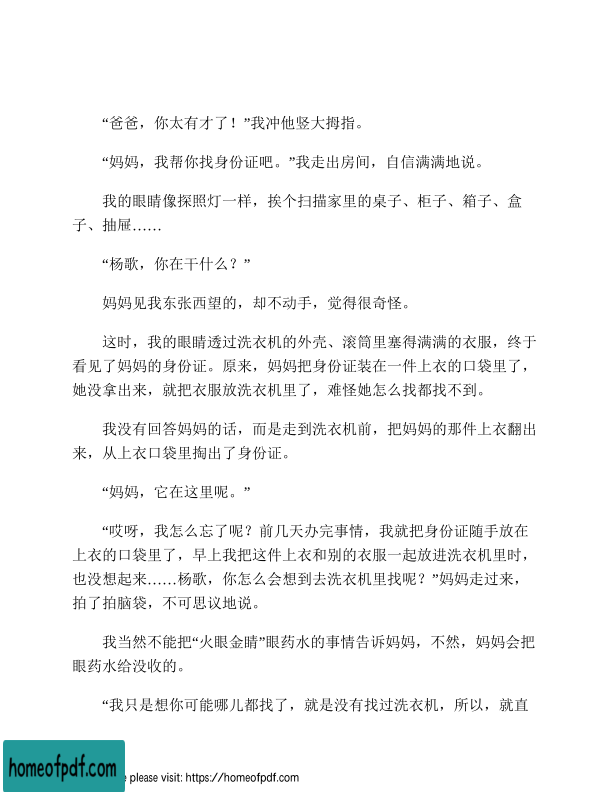 “爸爸，你太有才了！”我冲他竖大拇指。
“妈妈，我帮你找身份证吧。”我走出房间，自信满满地说。
我的眼睛像探照灯一样，挨个扫描家里的桌子、柜子、箱子、盒
子、抽屉……
“杨歌，你在干什么？”
妈妈见我东张西望的，却不动手，觉得很奇怪。
这时，我的眼睛透过洗衣机的外壳、滚筒里塞得满满的衣服，终于
看见了妈妈的身份证。原来，妈妈把身份证装在一件上衣的口袋里了，
她没拿出来，就把衣服放洗衣机里了，难怪她怎么找都找不到。
我没有回答妈妈的话，而是走到洗衣机前，把妈妈的那件上衣翻出
来，从上衣口袋里掏出了身份证。
“妈妈，它在这里呢。”
“哎呀，我怎么忘了呢？前几天办完事情，我就把身份证随手放在
上衣的口袋里了，早上我把这件上衣和别的衣服一起放进洗衣机里时，
也没想起来……杨歌，你怎么会想到去洗衣机里找呢？”妈妈走过来，
拍了拍脑袋，不可思议地说。
我当然不能把“火眼金睛”眼药水的事情告诉妈妈，不然，妈妈会把
眼药水给没收的。
“我只是想你可能哪儿都找了，就是没有找过洗衣机，所以，就直
homeofpdf.com
please visit: https://homeofpdf.com